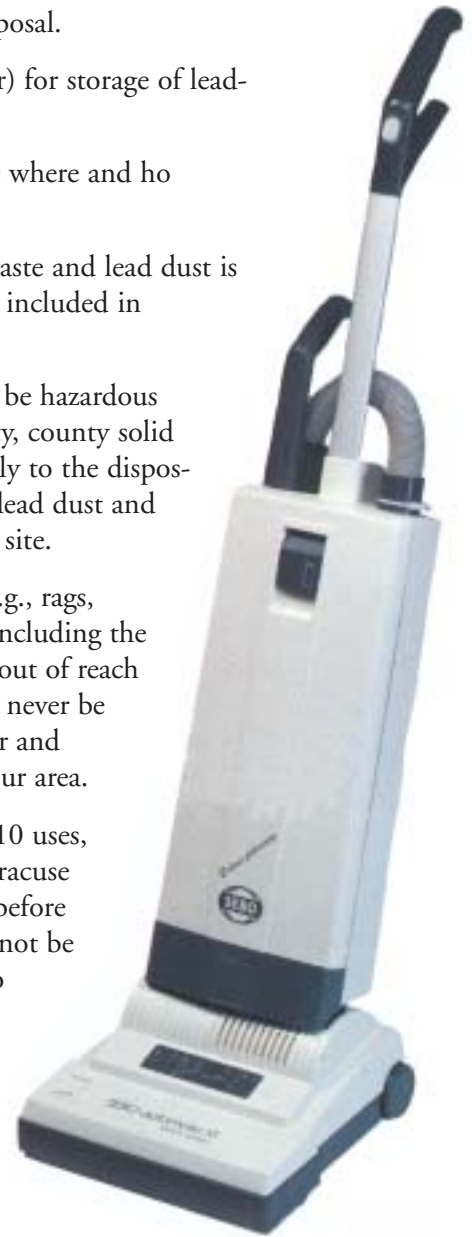 posal.
r) for storage of lead-
where and ho
aste and lead dust is
included in
be hazardous
ty, county solid
ly to the dispos-
lead dust and
site.
.g., rags,
ncluding the
out of reach
never be
r and
ur area.
10 uses,
racuse
before
not be
o
SEBO